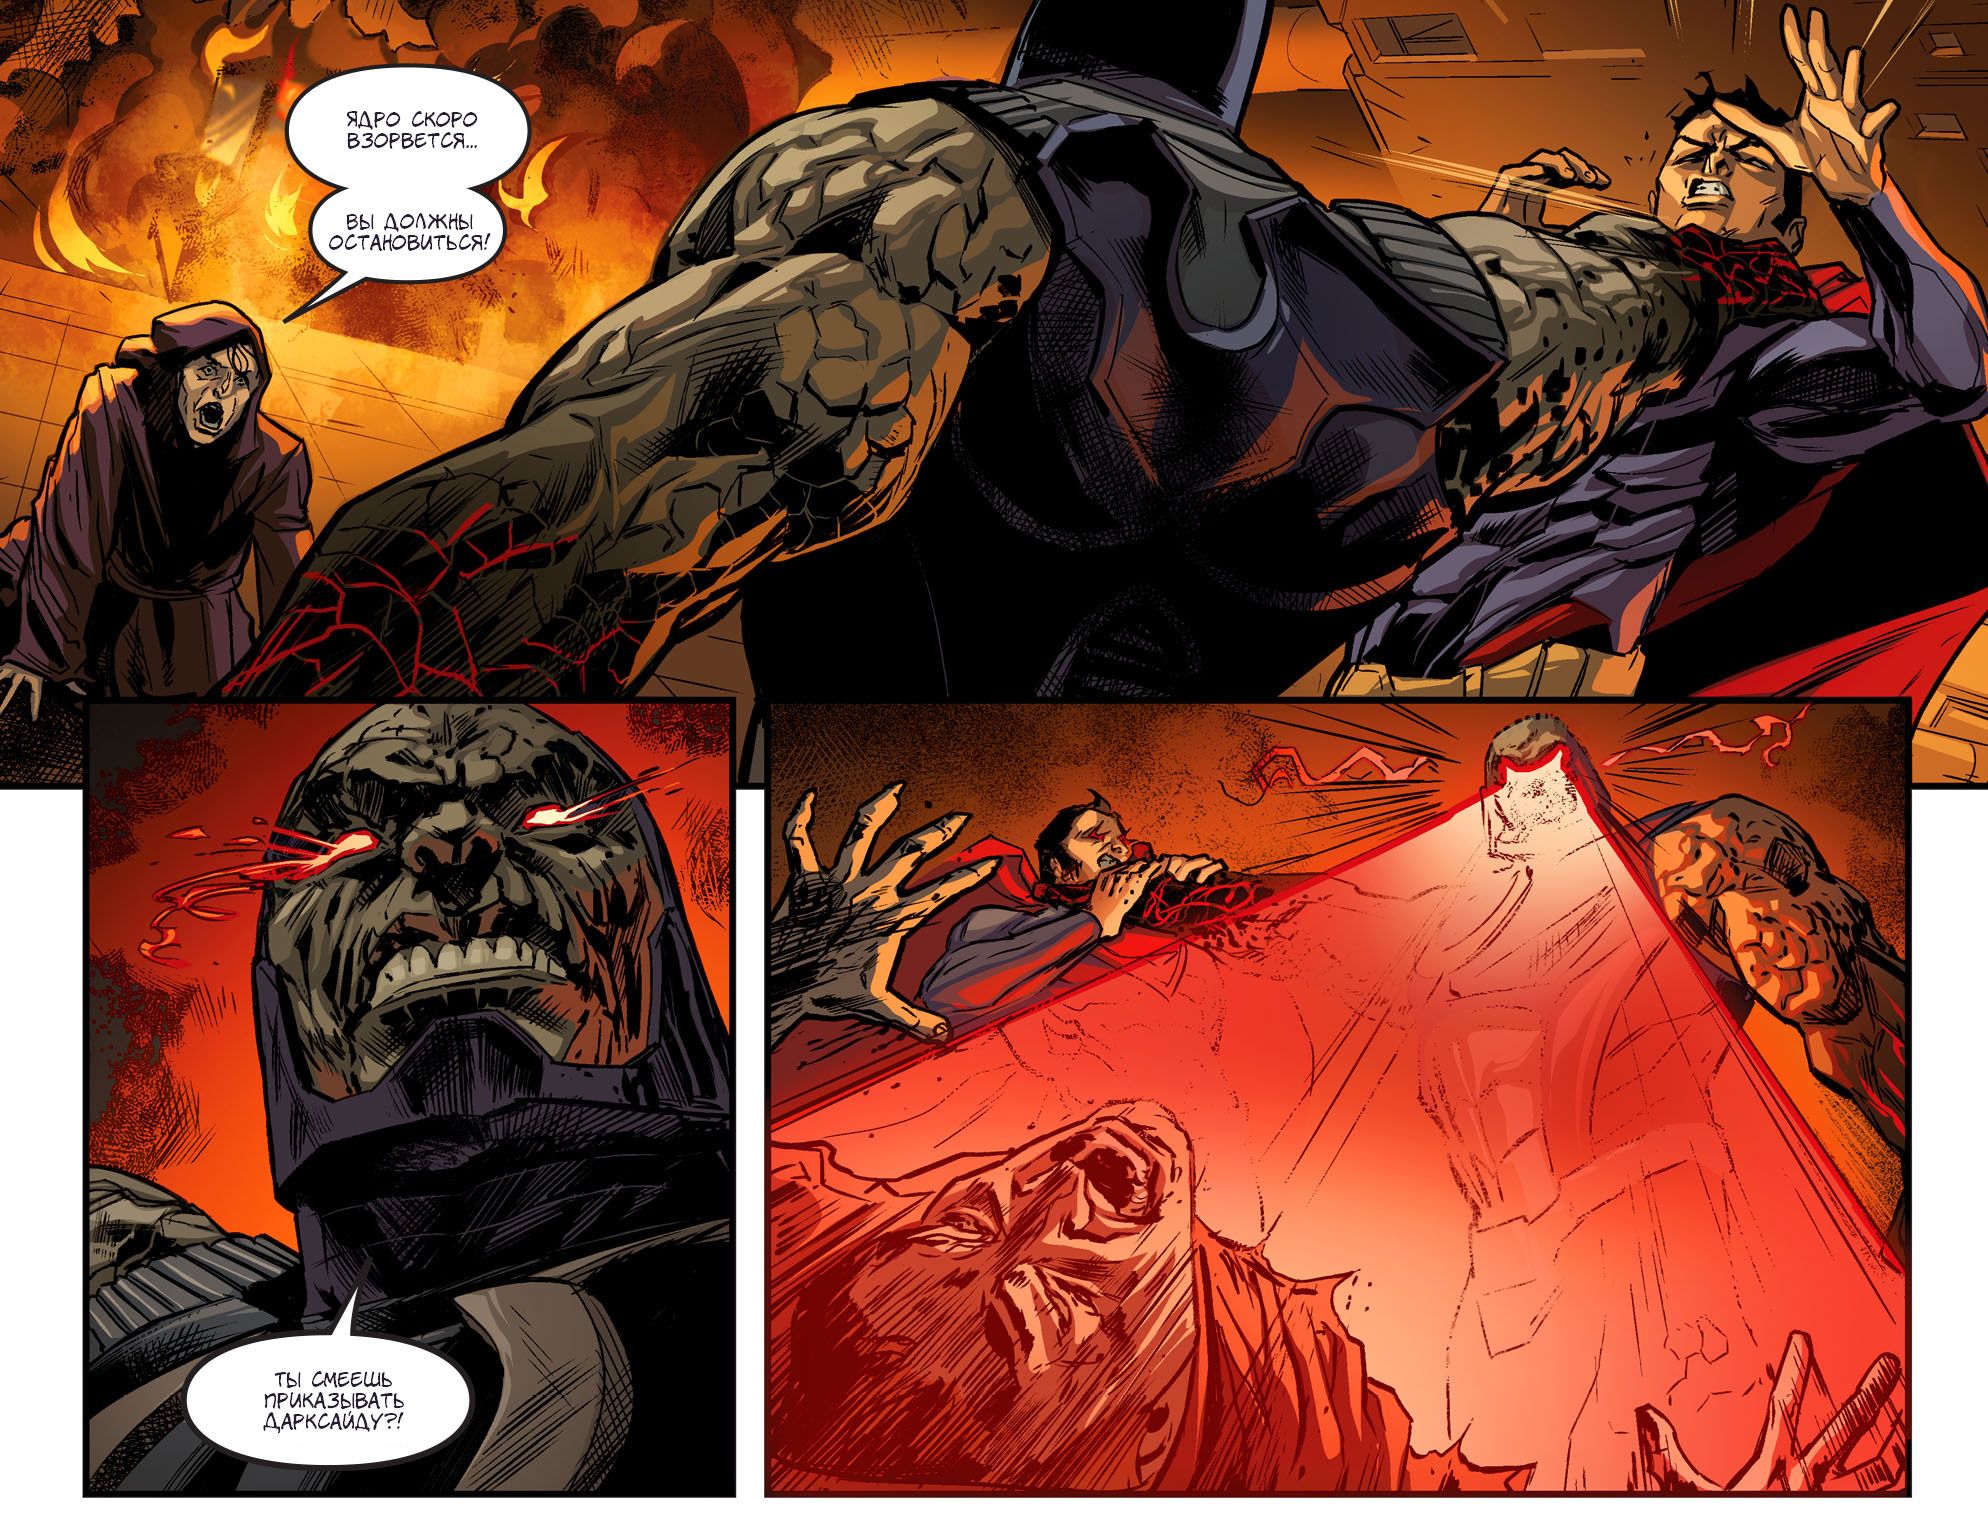 ЯДРО СКОРО
ВЗОРВЕТСЯ...
ВЫ ДОЛЖНЫ
ОСТАНОВИТЬСЯ!
ТЫ СМЕЕШЬ
ПРИКАЗЫВАТЬ
ДАРКСАЙДУ?!